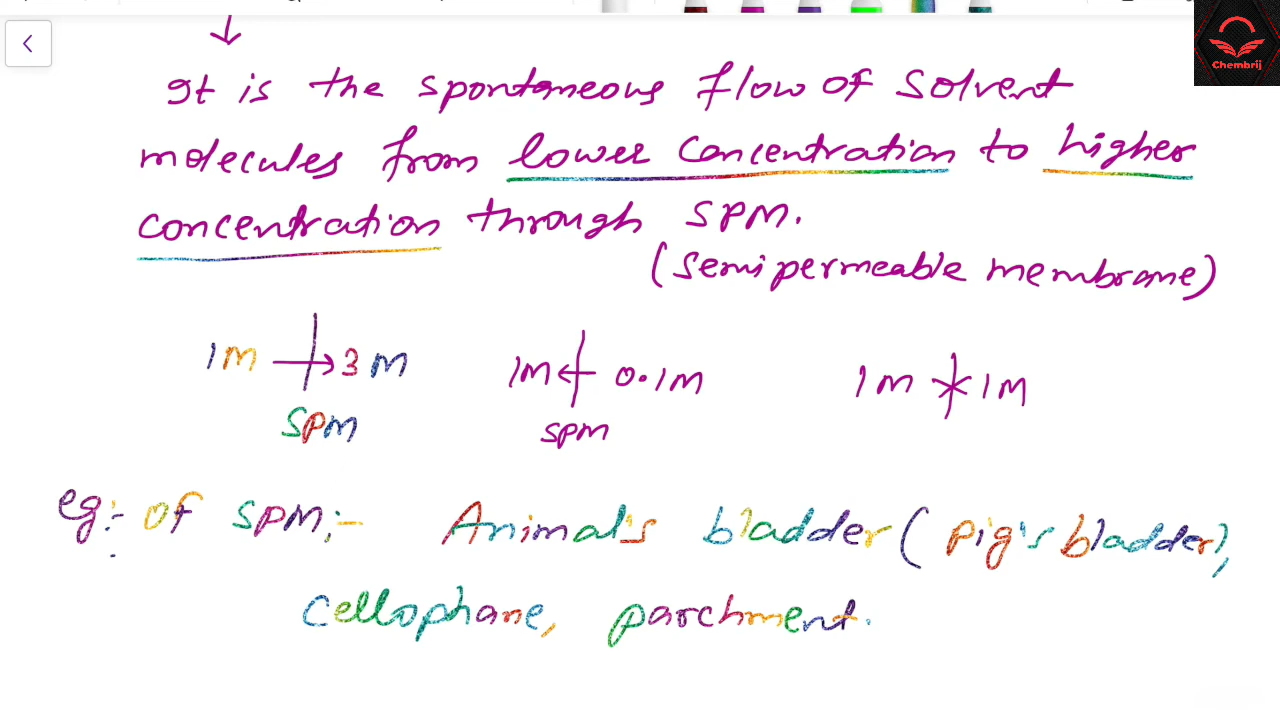 It is the spontaneous flow of solvent
molecules from lower concentration to higher
concentration through SPM.
(semipermeable membrane)
1M → 3M
SPM
1M ← 0.1M
SPM
1M 1M
eg:- of SPM:- Animal's bladder (pig's bladder),
cellophane, parchment.
Chembrij